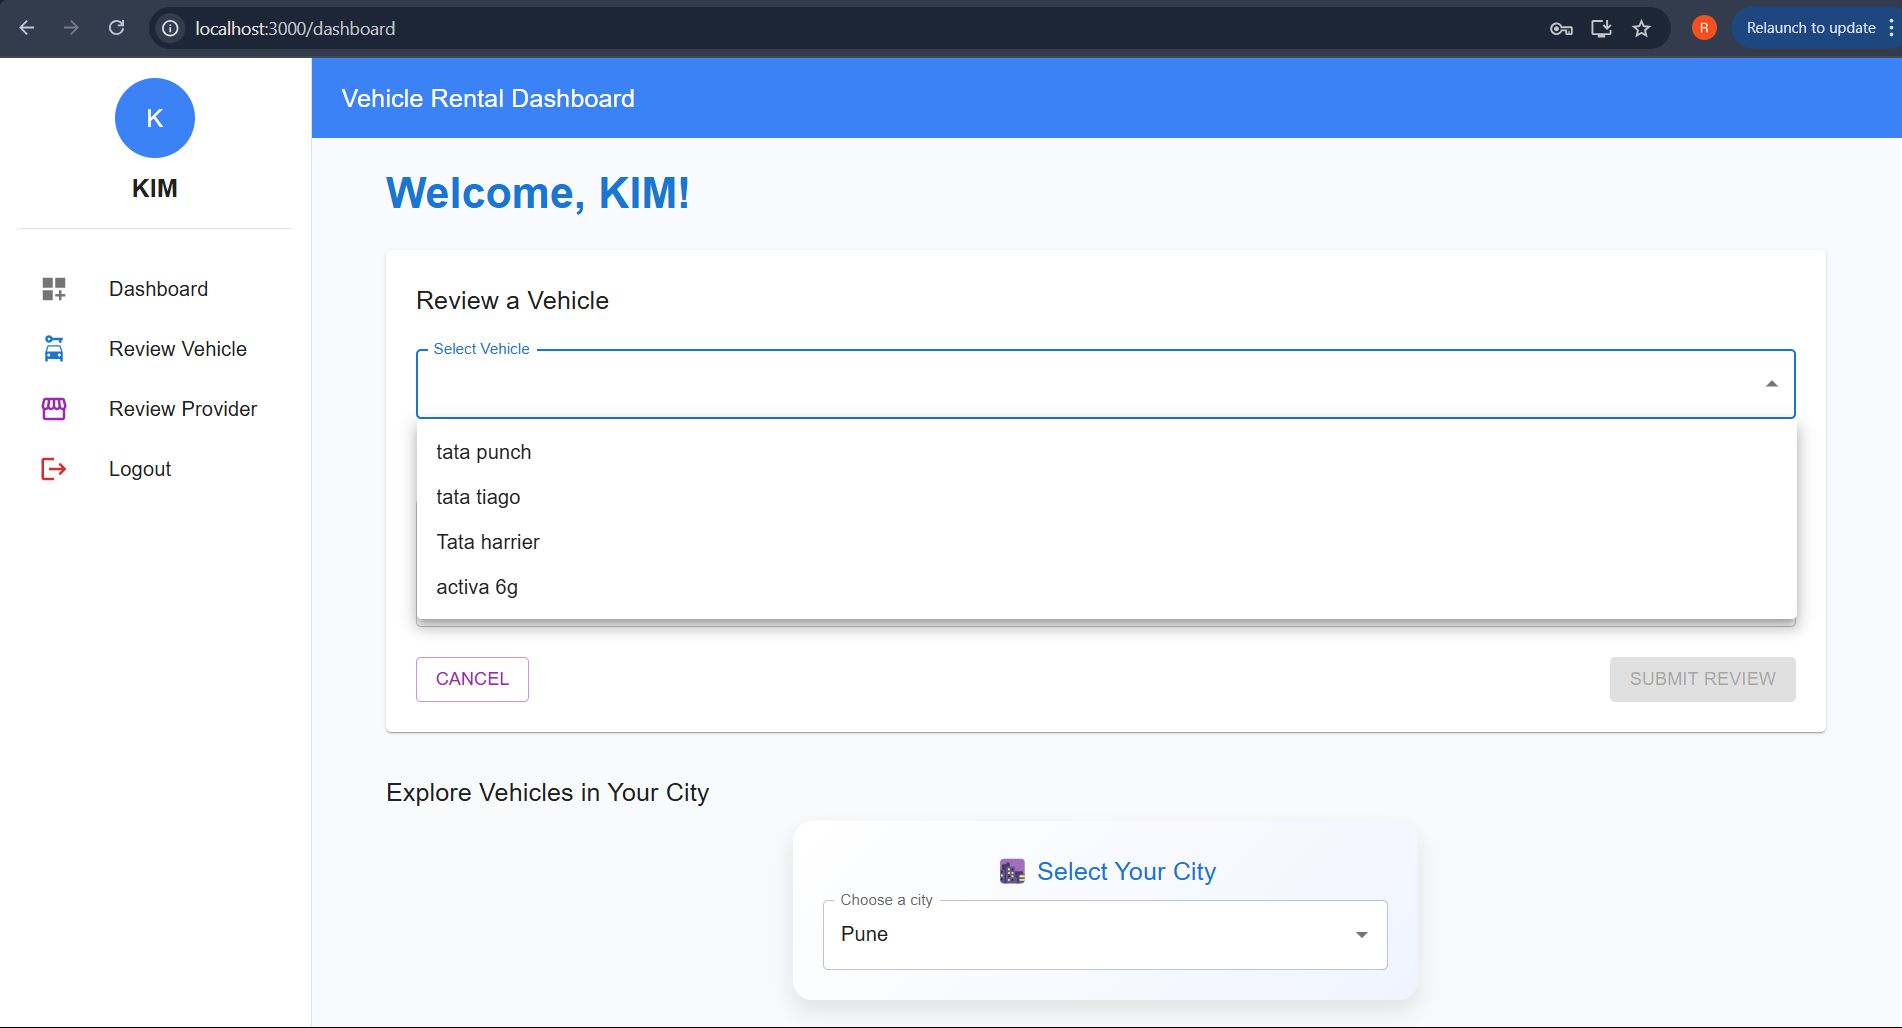 localhost:3000/dashboard
R
Relaunch to update
K
KIM
Dashboard
Review Vehicle
Review Provider
Logout
Vehicle Rental Dashboard
Welcome, KIM!
Review a Vehicle
Select Vehicle
tata punch
tata tiago
Tata harrier
activa 6g
CANCEL
SUBMIT REVIEW
Explore Vehicles in Your City
Select Your City
Choose a city
Pune